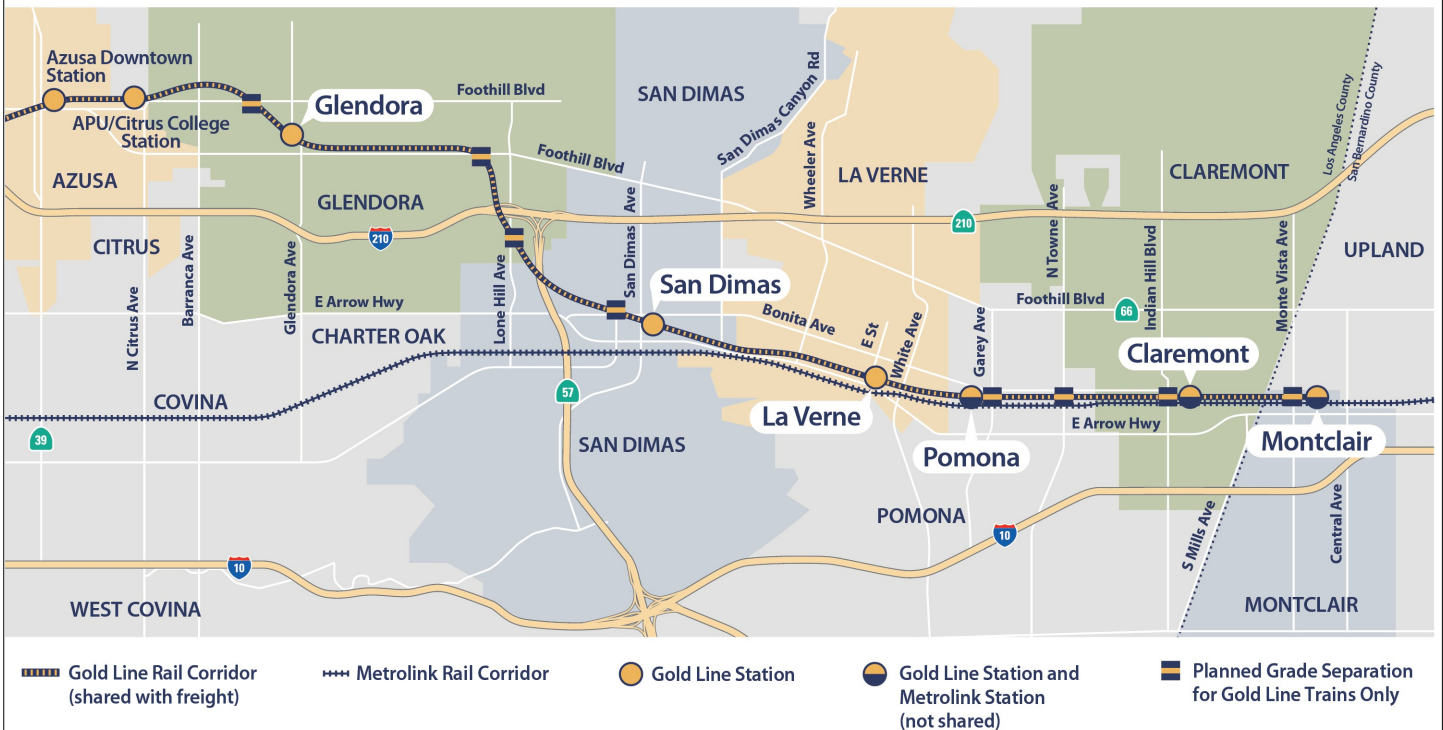 Azusa Downtown
Station
APU/Citrus College
Station
Glendora
Foothill Blvd
SAN DIMAS
San Dimas Canyon Rd
Foothill Blvd
Wheeler Ave
LA VERNE
CLAREMONT
Los Angeles County
San Bernardino County
AZUSA
GLENDORA
210
210
CITRUS
Barranca Ave
Glendora Ave
N Citrus Ave
Lone Hill Ave
San Dimas Ave
N Towne Ave
Indian Hill Blvd
Monte Vista Ave
UPLAND
E Arrow Hwy
San Dimas
Foothill Blvd
66
CHARTER OAK
Bonita Ave
E St
White Ave
Garey Ave
Claremont
COVINA
57
La Verne
E Arrow Hwy
39
SAN DIMAS
Pomona
Montclair
POMONA
10
10
S Mills Ave
Central Ave
WEST COVINA
MONTCLAIR
Gold Line Rail Corridor
(shared with freight)
Metrolink Rail Corridor
Gold Line Station
Gold Line Station and
Metrolink Station
(not shared)
Planned Grade Separation
for Gold Line Trains Only